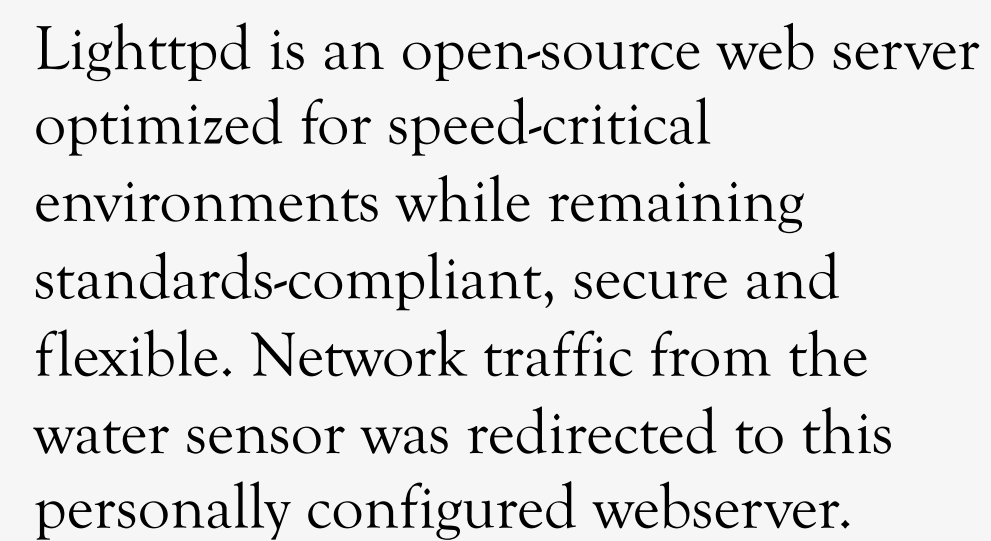 Lighttpd is an open-source web server
optimized for speed-critical
environments while remaining
standards-compliant, secure and
flexible. Network traffic from the
water sensor was redirected to this
personally configured webserver.